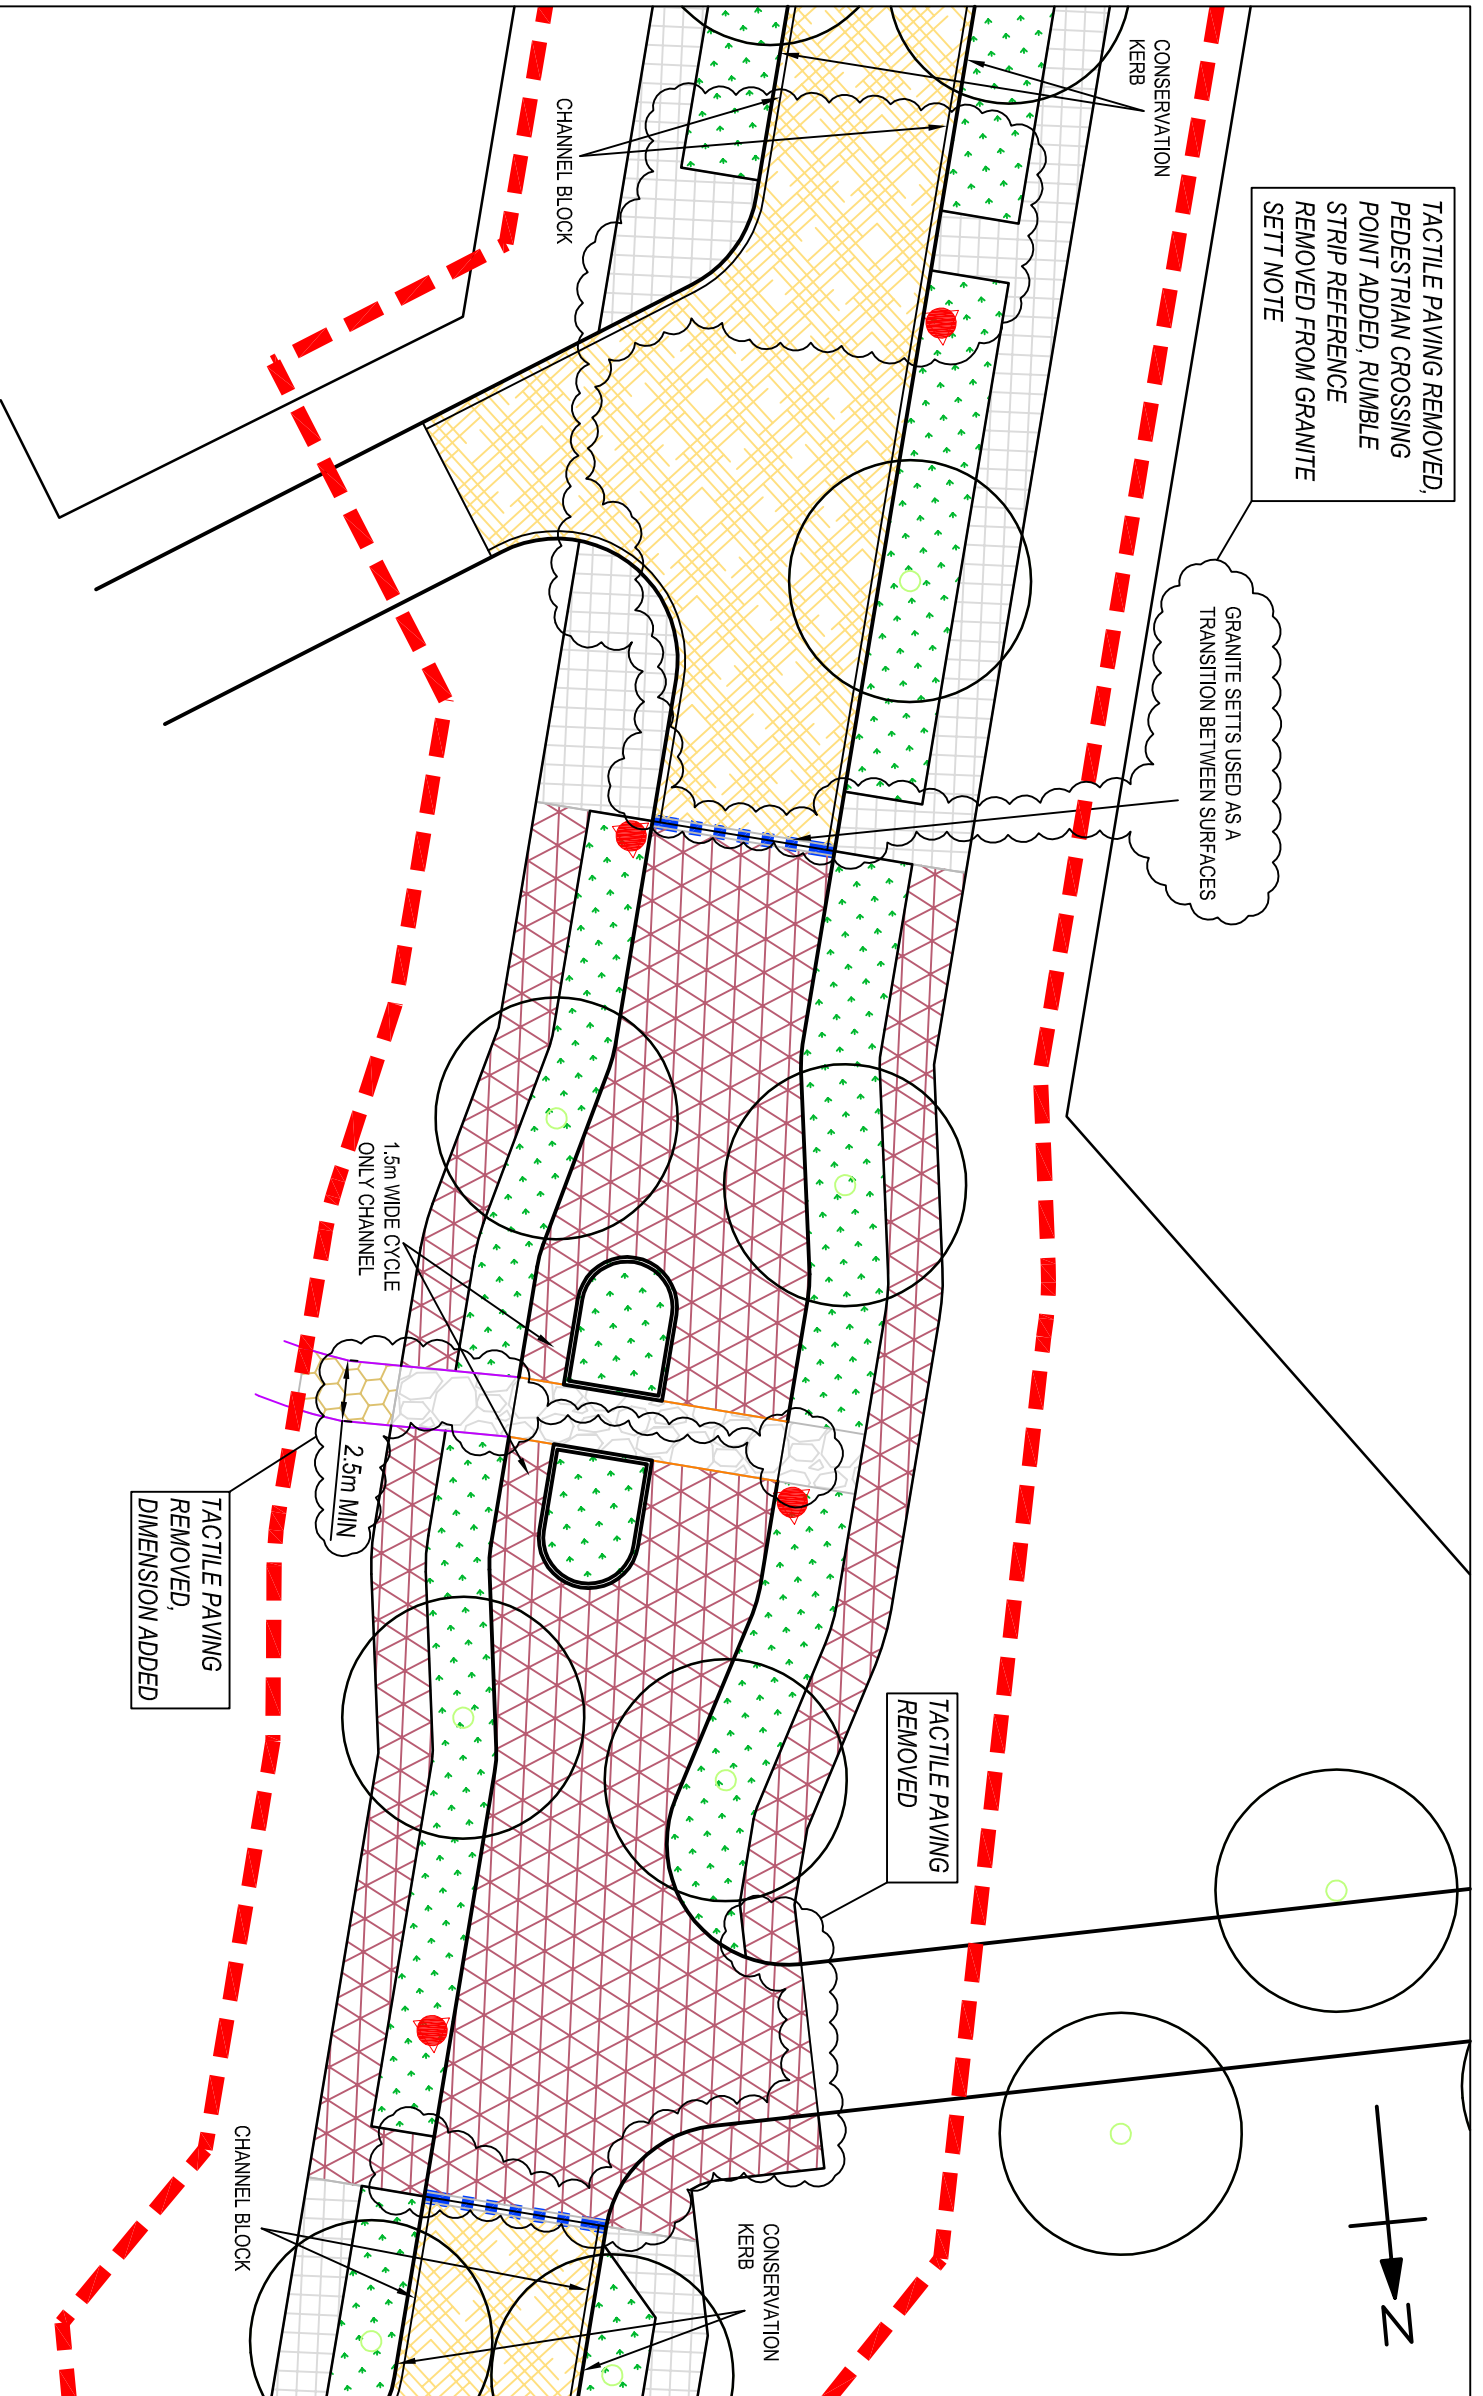 CONSERVATION
KERB
TACTILE PAVING REMOVED,
PEDESTRIAN CROSSING
POINT ADDED, RUMBLE
STRIP REFERENCE
REMOVED FROM GRANITE
SETT NOTE
CHANNEL BLOCK
GRANITE SETTS USED AS A
TRANSITION BETWEEN SURFACES
1.5m WIDE CYCLE
ONLY CHANNEL
2.5m MIN
TACTILE PAVING
REMOVED,
DIMENSION ADDED
TACTILE PAVING
REMOVED
CHANNEL BLOCK
CONSERVATION
KERB
N